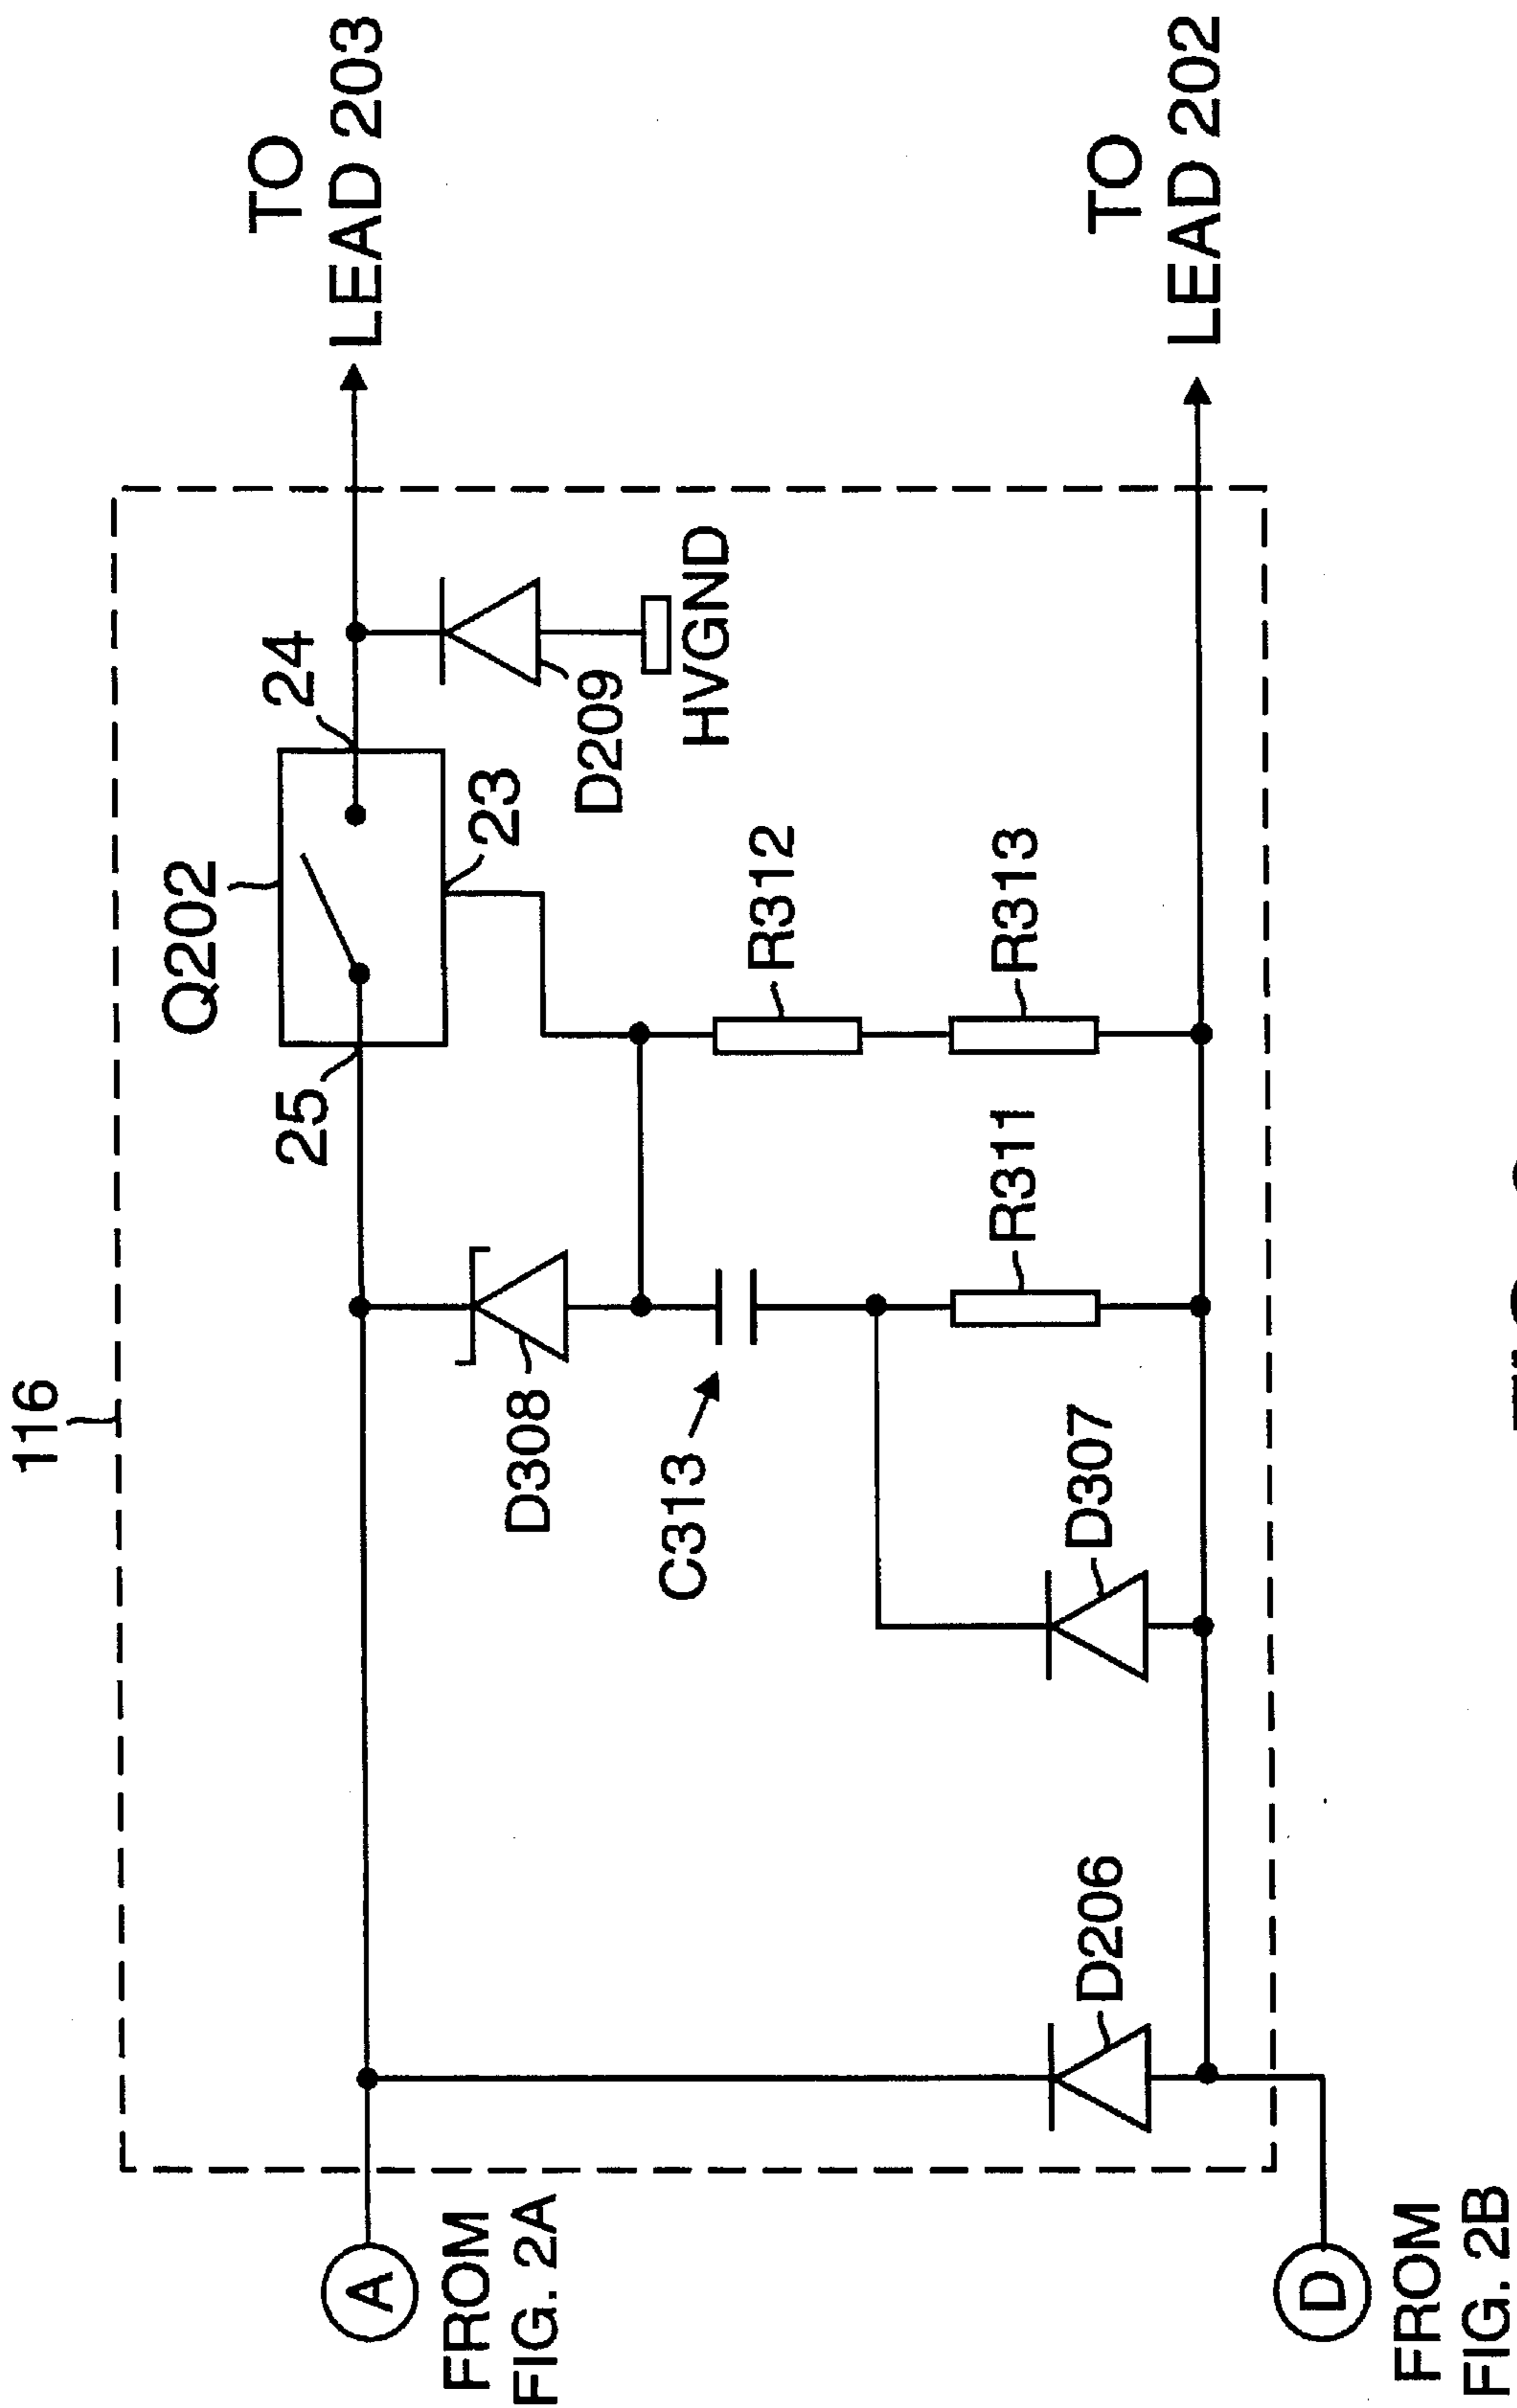 116
Q202
25
24
TO
LEAD 203
23
D308
D209
HVGND
C313
R312
D307
R311
R313
D206
TO
LEAD 202
A
FROM
FIG. 2A
D
FROM
FIG. 2B